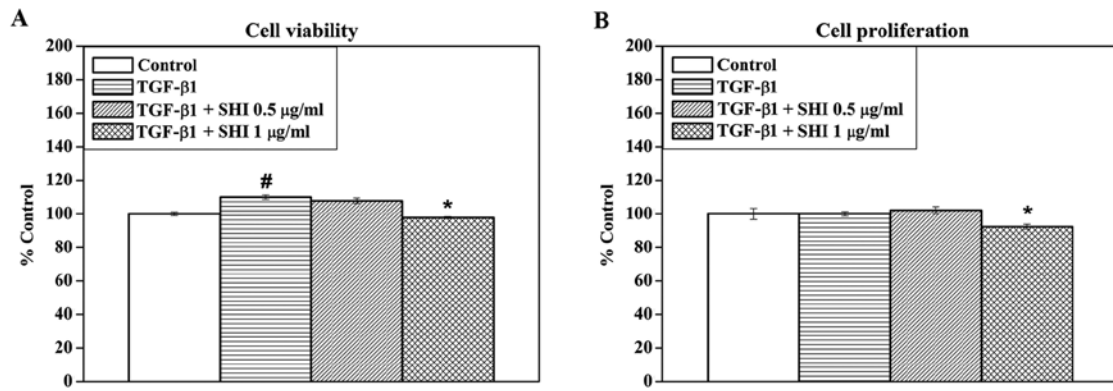 A
Cell viability
% Control
200
180
160
140
120
100
80
60
40
20
0
Control
TGF-β1
TGF-β1 + SHI 0.5 μg/ml
TGF-β1 + SHI 1 μg/ml
#
*
B
Cell proliferation
% Control
200
180
160
140
120
100
80
60
40
20
0
Control
TGF-β1
TGF-β1 + SHI 0.5 μg/ml
TGF-β1 + SHI 1 μg/ml
*